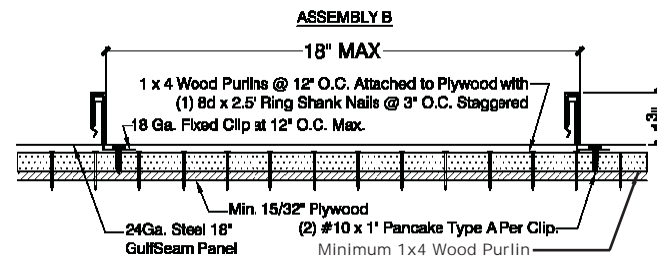 ASSEMBLY B
18" MAX
1 x 4 Wood Purlins @ 12" O.C. Attached to Plywood with
(1) 8d x 2.5' Ring Shank Nails @ 3" O.C. Staggered
18 Ga. Fixed Clip at 12" O.C. Max.
3"
Min. 15/32" Plywood
24Ga. Steel 18"
GulfSeam Panel
(2) #10 x 1" Pancake Type A Per Clip.
Minimum 1x4 Wood Purlin